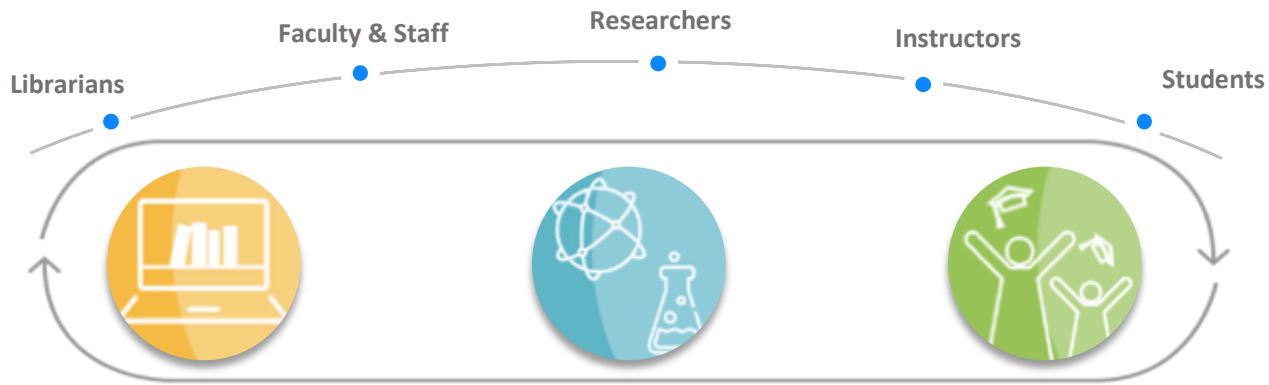 Librarians
Faculty & Staff
Researchers
Instructors
Students